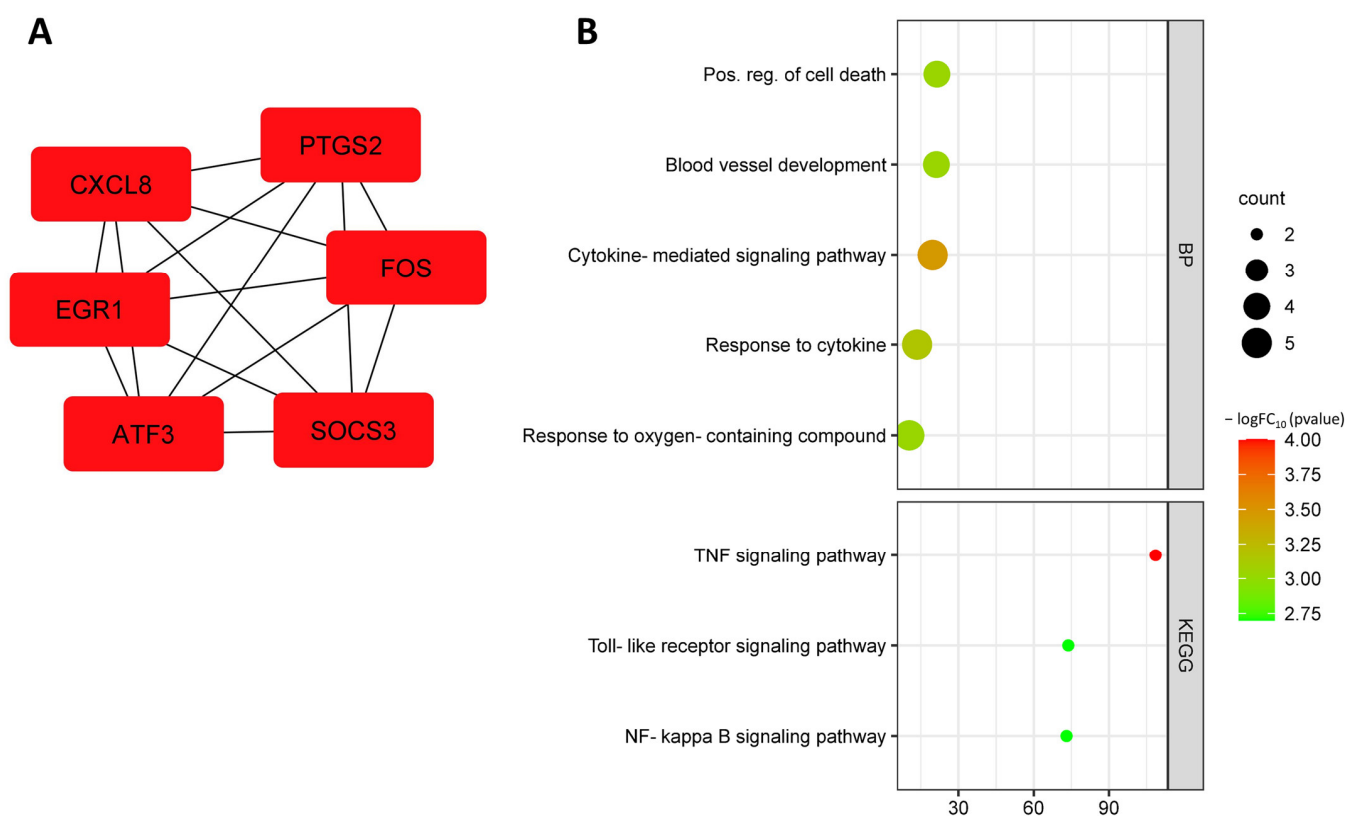 A
PTGS2
CXCL8
FOS
EGR1
ATF3
SOCS3
B
Pos. reg. of cell death
Blood vessel development
Cytokine- mediated signaling pathway
Response to cytokine
Response to oxygen- containing compound
BP
TNF signaling pathway
Toll- like receptor signaling pathway
NF- kappa B signaling pathway
KEGG
30 60 90
count
2
3
4
5
− logFC₁₀ (pvalue)
4.00
3.75
3.50
3.25
3.00
2.75